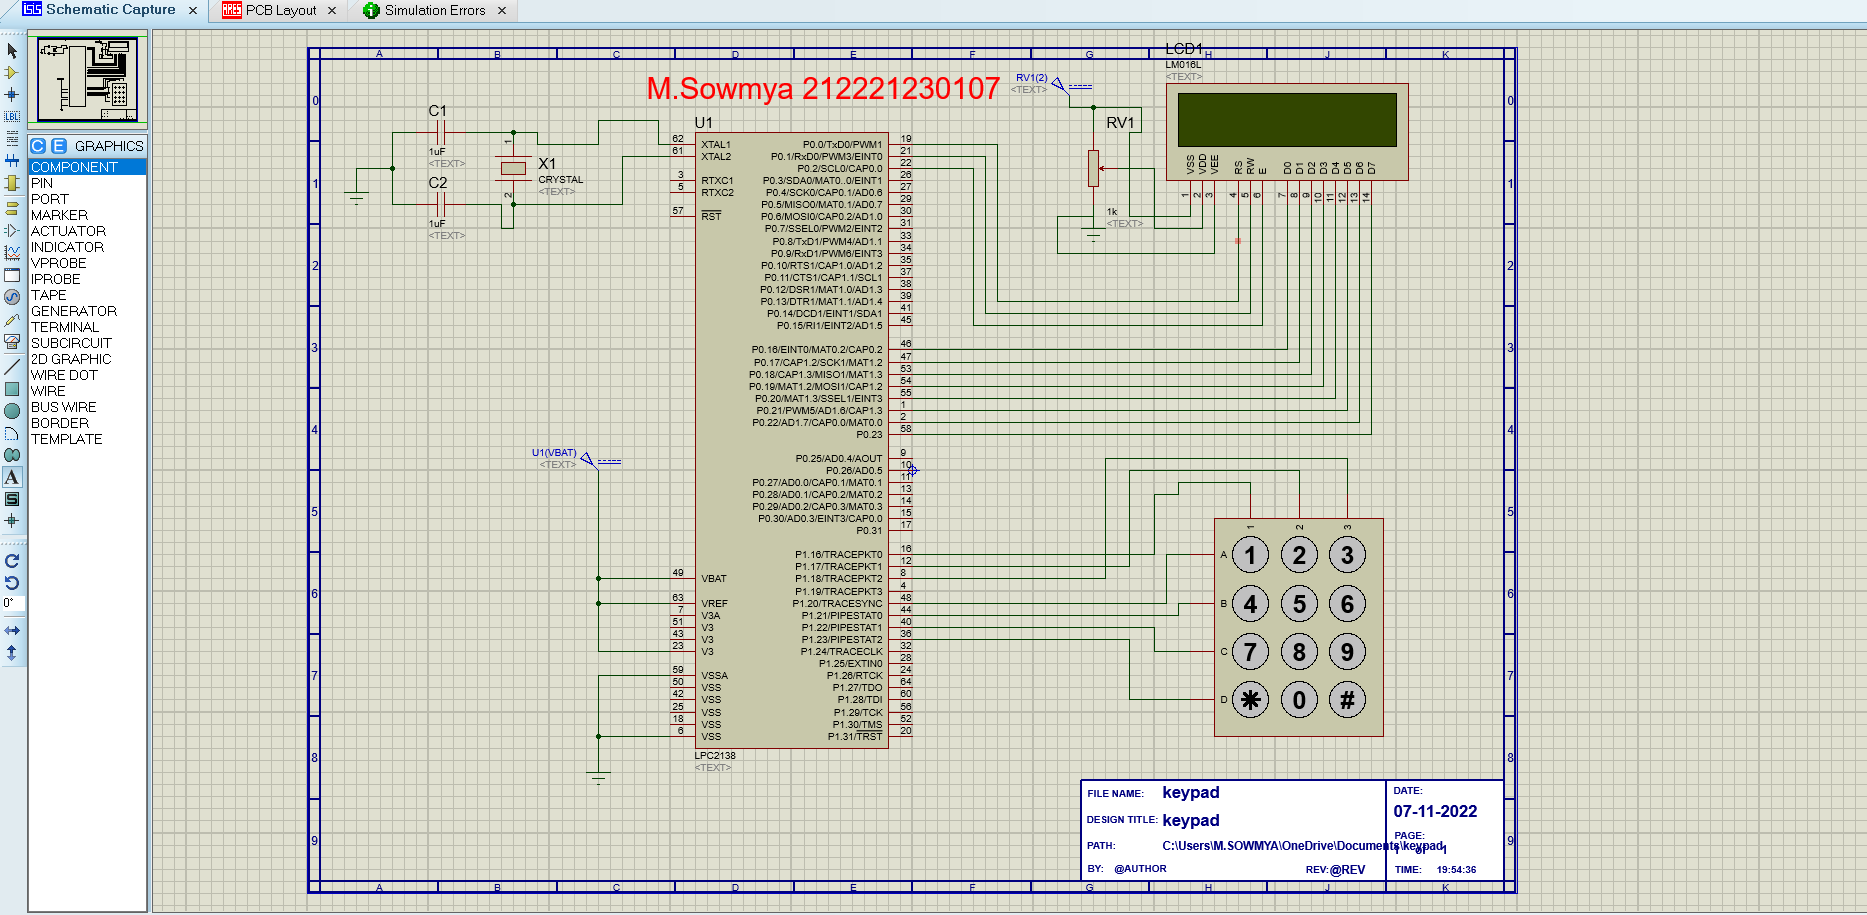 Schematic Capture × PCB Layout × Simulation Errors ×
C E GRAPHICS
COMPONENT
PIN
PORT
MARKER
ACTUATOR
INDICATOR
VPROBE
IPROBE
TAPE
GENERATOR
TERMINAL
SUBCIRCUIT
2D GRAPHIC
WIRE DOT
WIRE
BUS WIRE
BORDER
TEMPLATE
LBL
A
S
0°
A B C D E F G H J K
0 1 2 3 4 5 6 7 8 9
M.Sowmya 212221230107
C1
1uF
<TEXT>
C2
1uF
<TEXT>
X1
CRYSTAL
<TEXT>
1
2
U1
62 XTAL1
61 XTAL2
3 RTXC1
5 RTXC2
57 RST
U1(VBAT)
<TEXT>
49 VBAT
63 VREF
7 V3A
51 V3
43 V3
23 V3
59 VSSA
50 VSS
42 VSS
25 VSS
18 VSS
6 VSS
P0.0/TxD0/PWM1 19
P0.1/RxD0/PWM3/EINT0 21
P0.2/SCL0/CAP0.0 22
P0.3/SDA0/MAT0..0/EINT1 26
P0.4/SCK0/CAP0.1/AD0.6 27
P0.5/MISO0/MAT0.1/AD0.7 29
P0.6/MOSI0/CAP0.2/AD1.0 30
P0.7/SSEL0/PWM2/EINT2 31
P0.8/TxD1/PWM4/AD1.1 33
P0.9/RxD1/PWM6/EINT3 34
P0.10/RTS1/CAP1.0/AD1.2 35
P0.11/CTS1/CAP1.1/SCL1 37
P0.12/DSR1/MAT1.0/AD1.3 38
P0.13/DTR1/MAT1.1/AD1.4 39
P0.14/DCD1/EINT1/SDA1 41
P0.15/RI1/EINT2/AD1.5 45
P0.16/EINT0/MAT0.2/CAP0.2 46
P0.17/CAP1.2/SCK1/MAT1.2 47
P0.18/CAP1.3/MISO1/MAT1.3 53
P0.19/MAT1.2/MOSI1/CAP1.2 54
P0.20/MAT1.3/SSEL1/EINT3 55
P0.21/PWM5/AD1.6/CAP1.3 1
P0.22/AD1.7/CAP0.0/MAT0.0 2
P0.23 58
P0.25/AD0.4/AOUT 9
P0.26/AD0.5 10
P0.27/AD0.0/CAP0.1/MAT0.1 11
P0.28/AD0.1/CAP0.2/MAT0.2 13
P0.29/AD0.2/CAP0.3/MAT0.3 14
P0.30/AD0.3/EINT3/CAP0.0 15
P0.31 17
P1.16/TRACEPKT0 16
P1.17/TRACEPKT1 12
P1.18/TRACEPKT2 8
P1.19/TRACEPKT3 4
P1.20/TRACESYNC 48
P1.21/PIPESTAT0 44
P1.22/PIPESTAT1 40
P1.23/PIPESTAT2 36
P1.24/TRACECLK 32
P1.25/EXTIN0 28
P1.26/RTCK 24
P1.27/TDO 64
P1.28/TDI 60
P1.29/TCK 56
P1.30/TMS 52
P1.31/TRST 20
LPC2138
<TEXT>
RV1(2)
<TEXT>
RV1
1k
<TEXT>
LCD1
LM016L
<TEXT>
VSS VDD VEE RS RW E D0 D1 D2 D3 D4 D5 D6 D7
1 2 3 4 5 6 7 8 9 10 11 12 13 14
1 2 3
A 1 2 3
B 4 5 6
C 7 8 9
D * 0 #
FILE NAME: keypad
DESIGN TITLE: keypad
PATH: C:\Users\M.SOWMYA\OneDrive\Documents\keypad
BY: @AUTHOR REV:@REV
DATE:
07-11-2022
PAGE:
1 of 1
TIME: 19:54:36
A B C D E F G H J K
0 1 2 3 4 5 6 7 8 9